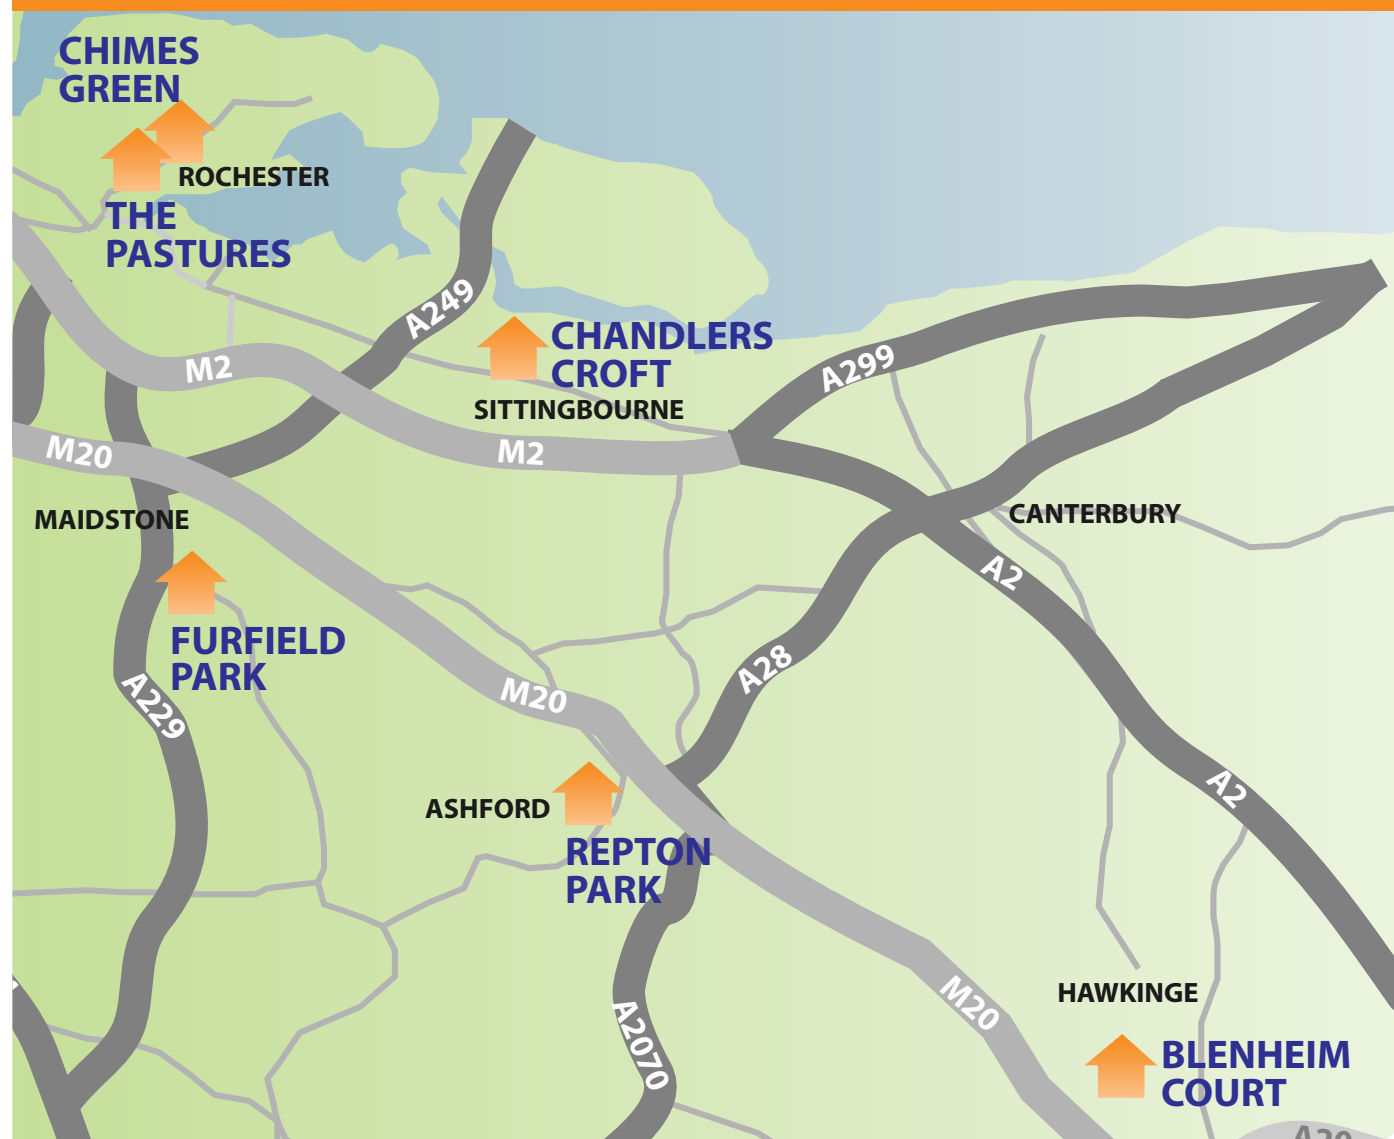 CHIMES
GREEN
ROCHESTER
THE
PASTURES
A249
CHANDLERS
CROFT
SITTINGBOURNE
M2
A299
M2
M20
MAIDSTONE
CANTERBURY
A2
FURFIELD
PARK
A28
A229
M20
A2
ASHFORD
REPTON
PARK
M20
HAWKINGE
A2070
BLENHEIM
COURT
A20